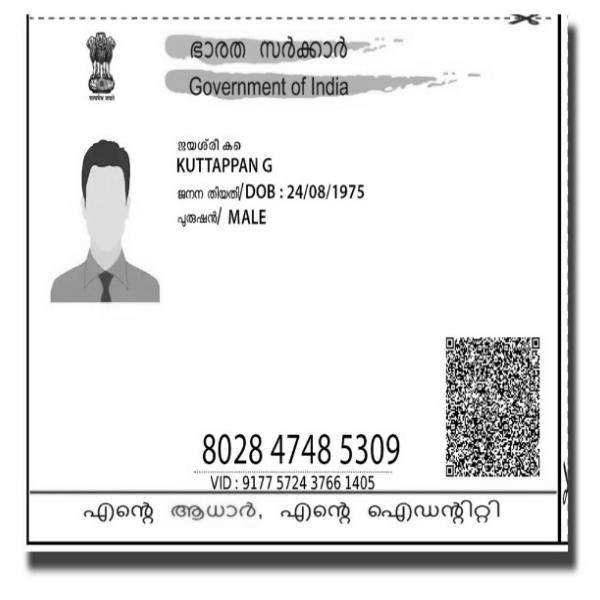 ഭാരത സർക്കാർ
Government of India
ജയശ്രി കെ
KUTTAPPAN G
ജനന തിയതി/DOB : 24/08/1975
പുരുഷൻ/ MALE
8028 4748 5309
VID : 9177 5724 3766 1405
എന്റെ ആധാർ, എന്റെ ഐഡന്റിറ്റി